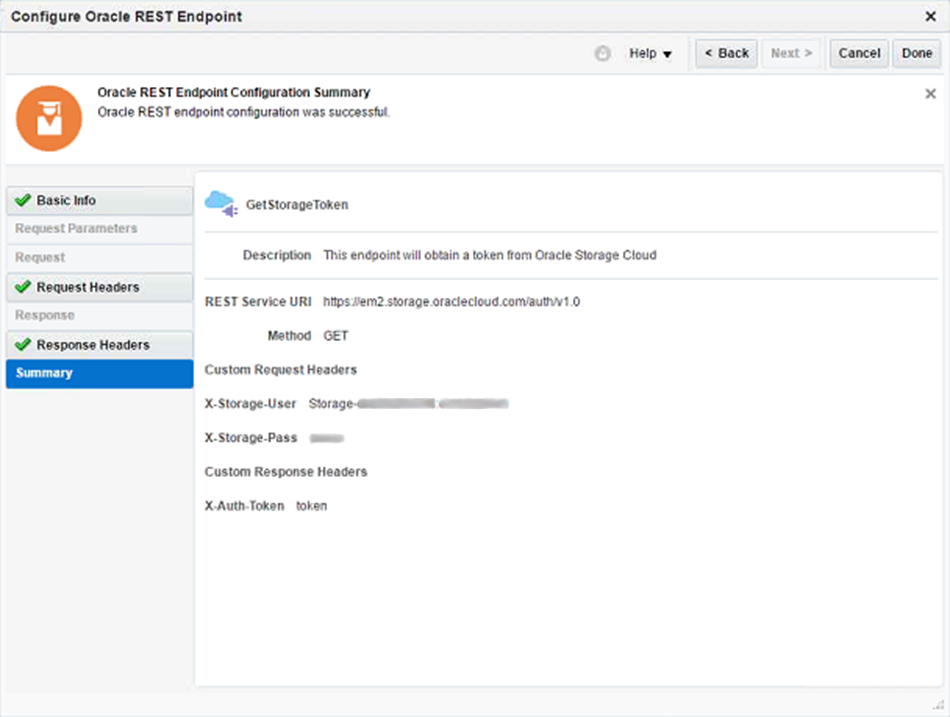 Configure Oracle REST Endpoint
Help
< Back
Next >
Cancel
Done
Oracle REST Endpoint Configuration Summary
Oracle REST endpoint configuration was successful.
Basic Info
Request Parameters
Request
Request Headers
Response
Response Headers
Summary
GetStorageToken
Description This endpoint will obtain a token from Oracle Storage Cloud
REST Service URI https://em2.storage.oraclecloud.com/auth/v1.0
Method GET
Custom Request Headers
X-Storage-User Storage-
X-Storage-Pass
Custom Response Headers
X-Auth-Token token